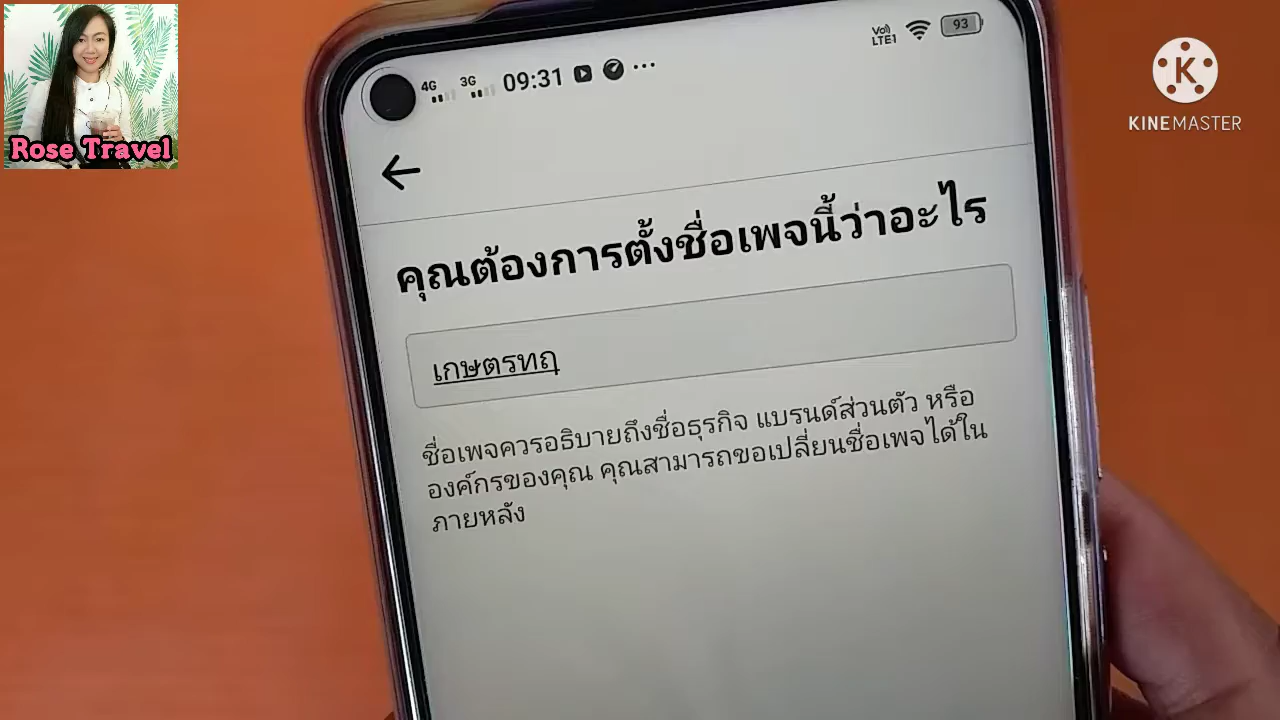 Rose Travel
4G 3G 09:31
Vo))
LTE1
93
K
KINEMASTER
คุณต้องการตั้งชื่อเพจนี้ว่าอะไร
เกษตรทฤ
ชื่อเพจควรอธิบายถึงชื่อธุรกิจ แบรนด์ส่วนตัว หรือ
องค์กรของคุณ คุณสามารถขอเปลี่ยนชื่อเพจได้ใน
ภายหลัง